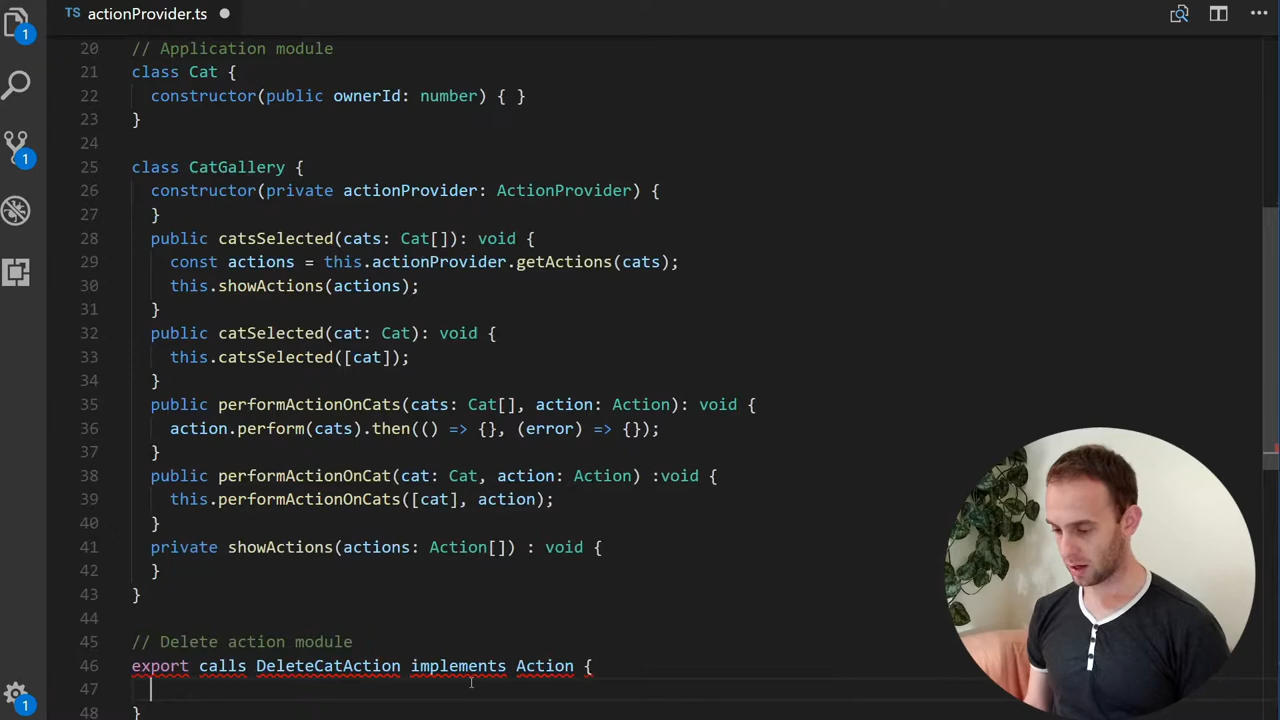 TS actionProvider.ts
20 // Application module
21 class Cat {
22 constructor(public ownerId: number) { }
23 }
24
25 class CatGallery {
26 constructor(private actionProvider: ActionProvider) {
27 }
28 public catsSelected(cats: Cat[]): void {
29 const actions = this.actionProvider.getActions(cats);
30 this.showActions(actions);
31 }
32 public catSelected(cat: Cat): void {
33 this.catsSelected([cat]);
34 }
35 public performActionOnCats(cats: Cat[], action: Action): void {
36 action.perform(cats).then(() => {}, (error) => {});
37 }
38 public performActionOnCat(cat: Cat, action: Action) :void {
39 this.performActionOnCats([cat], action);
40 }
41 private showActions(actions: Action[]) : void {
42 }
43 }
44
45 // Delete action module
46 export calls DeleteCatAction implements Action {
47
48 }
1
1
1